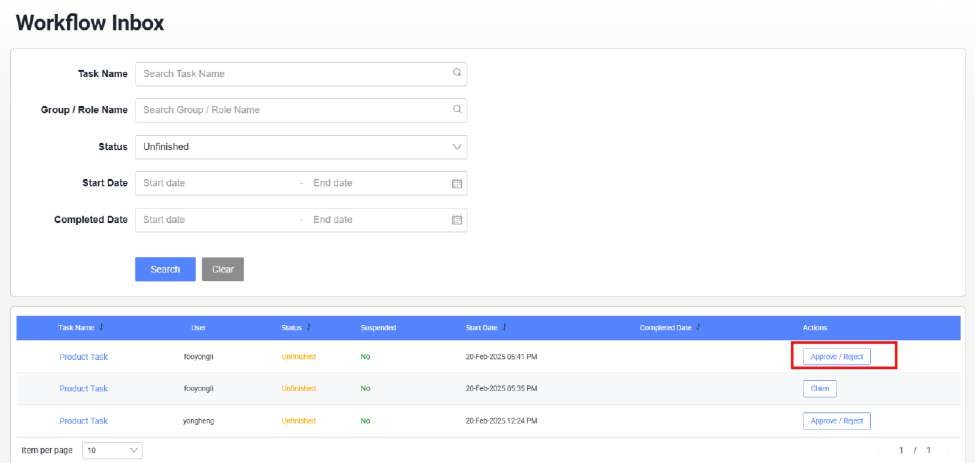 Workflow Inbox
Task Name Search Task Name
Group / Role Name Search Group / Role Name
Status Unfinished
Start Date Start date - End date
Completed Date Start date - End date
Search Clear
Task Name User Status Suspended Start Date Completed Date Actions
Product Task fooyongli Unfinished No 20-Feb-2025 05:41 PM Approve / Reject
Product Task fooyongli Unfinished No 20-Feb-2025 05:35 PM Claim
Product Task yongheng Unfinished No 20-Feb-2025 12:24 PM Approve / Reject
Item per page 10 1 / 1